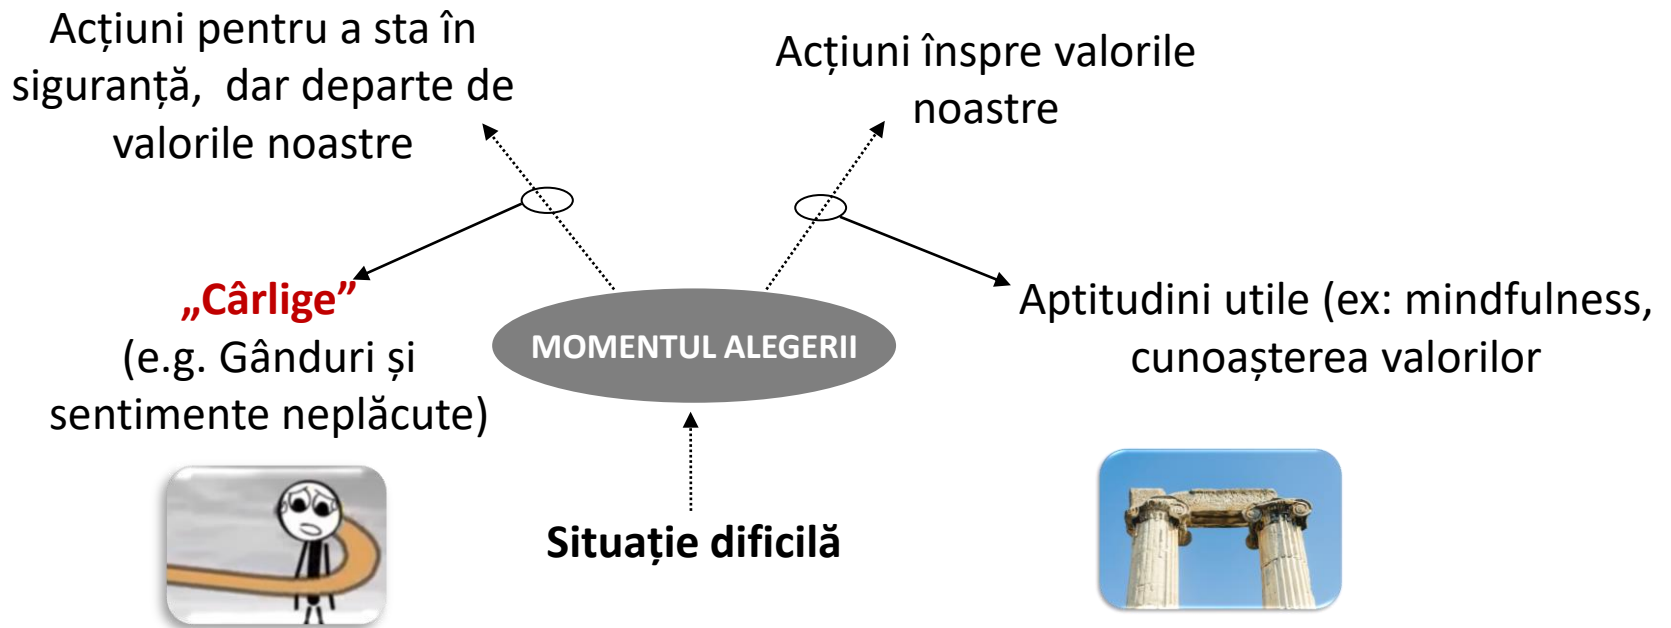 Acțiuni pentru a sta în
siguranță, dar departe de
valorile noastre
Acțiuni înspre valorile
noastre
„Cârlige”
(e.g. Gânduri și
sentimente neplăcute)
MOMENTUL ALEGERII
Aptitudini utile (ex: mindfulness,
cunoașterea valorilor
Situație dificilă